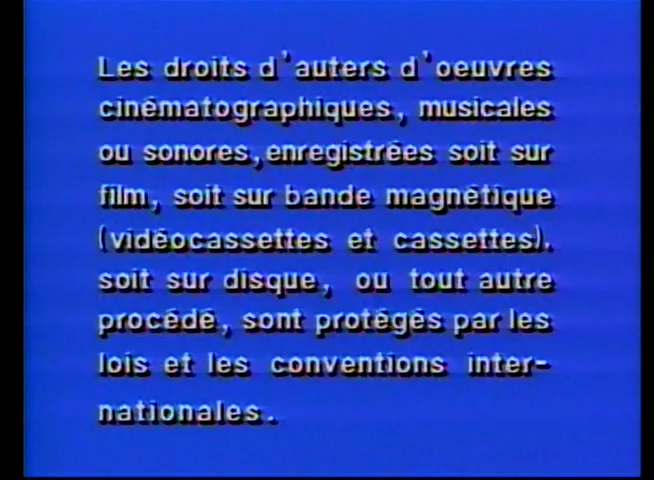 Les droits d'auters d'oeuvres
cinématographiques, musicales
ou sonores,enregistrées soit sur
film, soit sur bande magnétique
(vidéocassettes et cassettes).
soit sur disque, ou tout autre
procédé, sont protégés par les
lois et les conventions inter-
nationales.